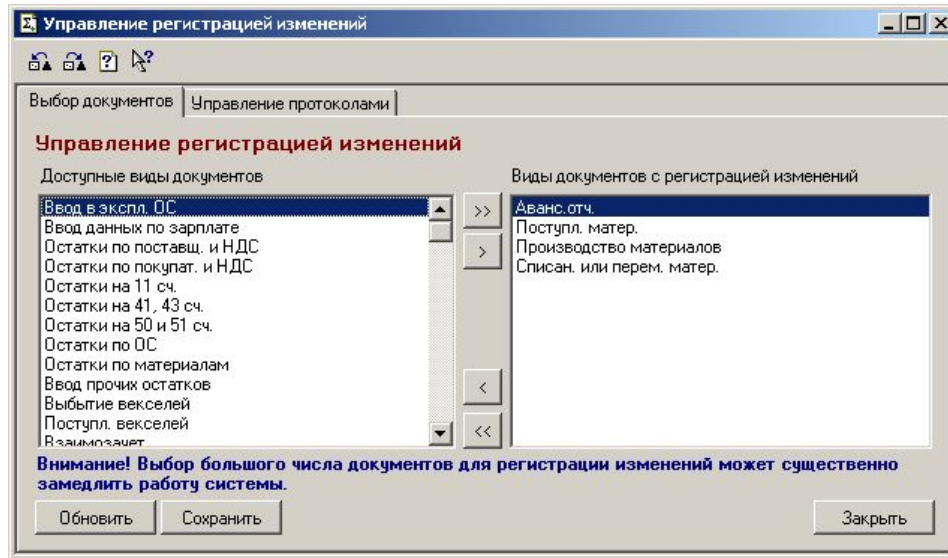 Управление регистрацией изменений
Выбор документов
Управление протоколами
Управление регистрацией изменений
Доступные виды документов
Виды документов с регистрацией изменений
Ввод в экспл. ОС
Ввод данных по зарплате
Остатки по поставщ. и НДС
Остатки по покупат. и НДС
Остатки на 11 сч.
Остатки на 41, 43 сч.
Остатки на 50 и 51 сч.
Остатки по ОС
Остатки по материалам
Ввод прочих остатков
Выбытие векселей
Поступл. векселей
Взаимозачет
>>
>
<
<<
Аванс.отч.
Поступл. матер.
Производство материалов
Списан. или перем. матер.
Внимание! Выбор большого числа документов для регистрации изменений может существенно
замедлить работу системы.
Обновить
Сохранить
Закрыть